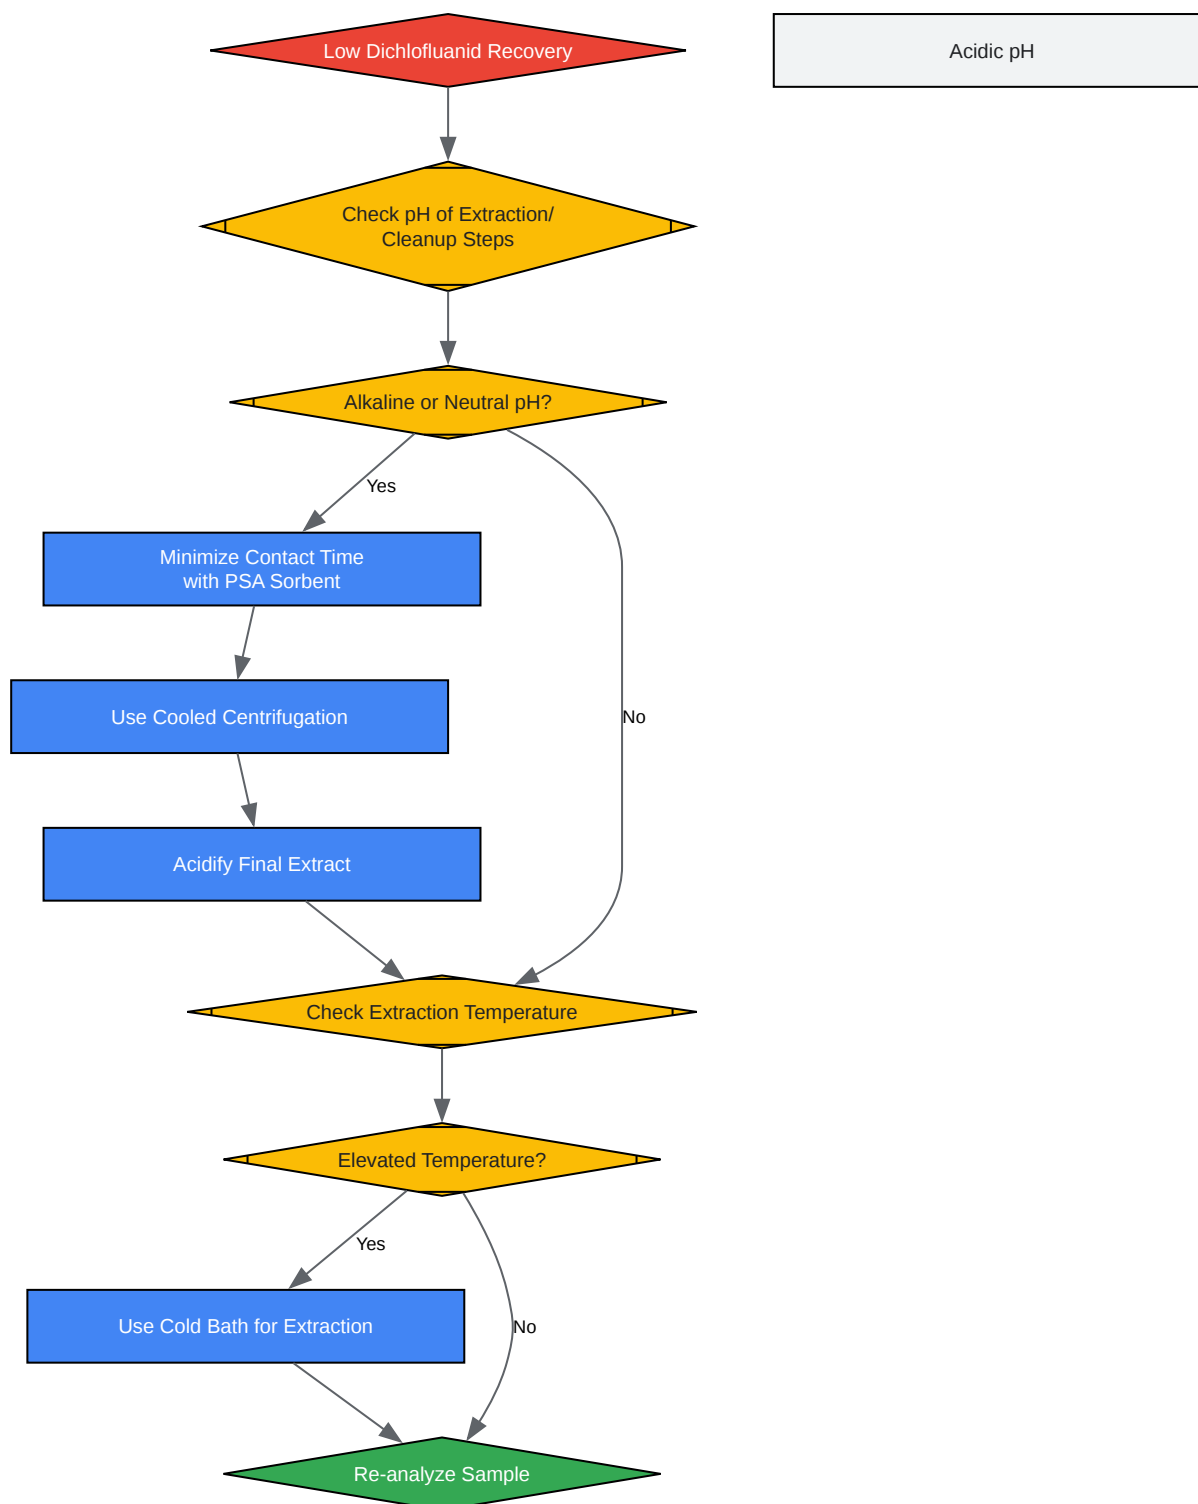 Low Dichlofluanid Recovery
Acidic pH
Check pH of Extraction/
Cleanup Steps
Alkaline or Neutral pH?
Yes
Minimize Contact Time
with PSA Sorbent
Use Cooled Centrifugation
No
Acidify Final Extract
Check Extraction Temperature
Elevated Temperature?
Yes
Use Cold Bath for Extraction
No
Re-analyze Sample